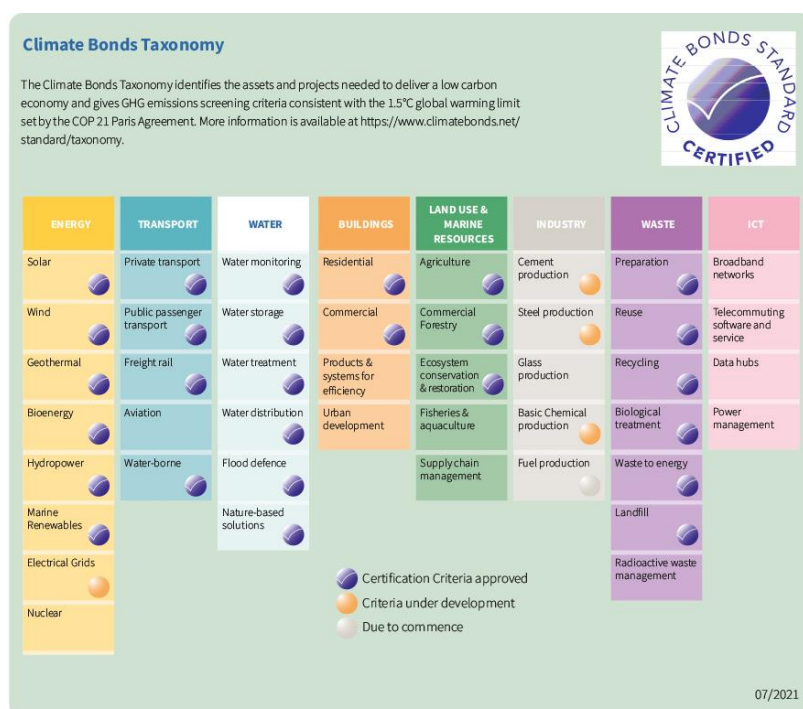 Climate Bonds Taxonomy
The Climate Bonds Taxonomy identifies the assets and projects needed to deliver a low carbon
economy and gives GHG emissions screening criteria consistent with the 1.5°C global warming limit
set by the COP 21 Paris Agreement. More information is available at https://www.climatebonds.net/
standard/taxonomy.
CLIMATE BONDS STANDARD
CERTIFIED
ENERGY
Solar
Wind
Geothermal
Bioenergy
Hydropower
Marine
Renewables
Electrical Grids
Nuclear
TRANSPORT
Private transport
Public passenger
transport
Freight rail
Aviation
Water-borne
WATER
Water monitoring
Water storage
Water treatment
Water distribution
Flood defence
Nature-based
solutions
BUILDINGS
Residential
Commercial
Products &
systems for
efficiency
Urban
development
LAND USE &
MARINE
RESOURCES
Agriculture
Commercial
Forestry
Ecosystem
conservation
& restoration
Fisheries &
aquaculture
Supply chain
management
INDUSTRY
Cement
production
Steel production
Glass
production
Basic Chemical
production
Fuel production
WASTE
Preparation
Reuse
Recycling
Biological
treatment
Waste to energy
Landfill
Radioactive waste
management
ICT
Broadband
networks
Telecommuting
software and
service
Data hubs
Power
management
Certification Criteria approved
Criteria under development
Due to commence
07/2021